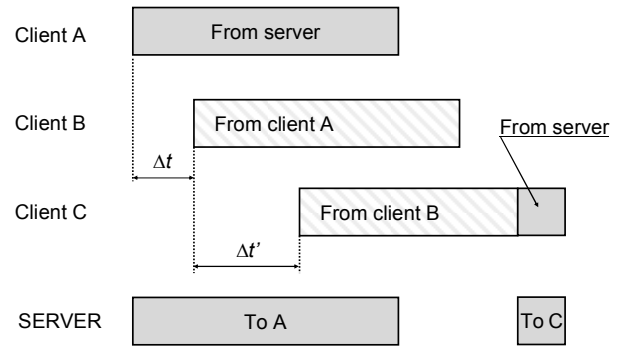 Client A
From server
Client B
From client A
From server
Δt
Client C
From client B
Δt’
SERVER
To A
To C